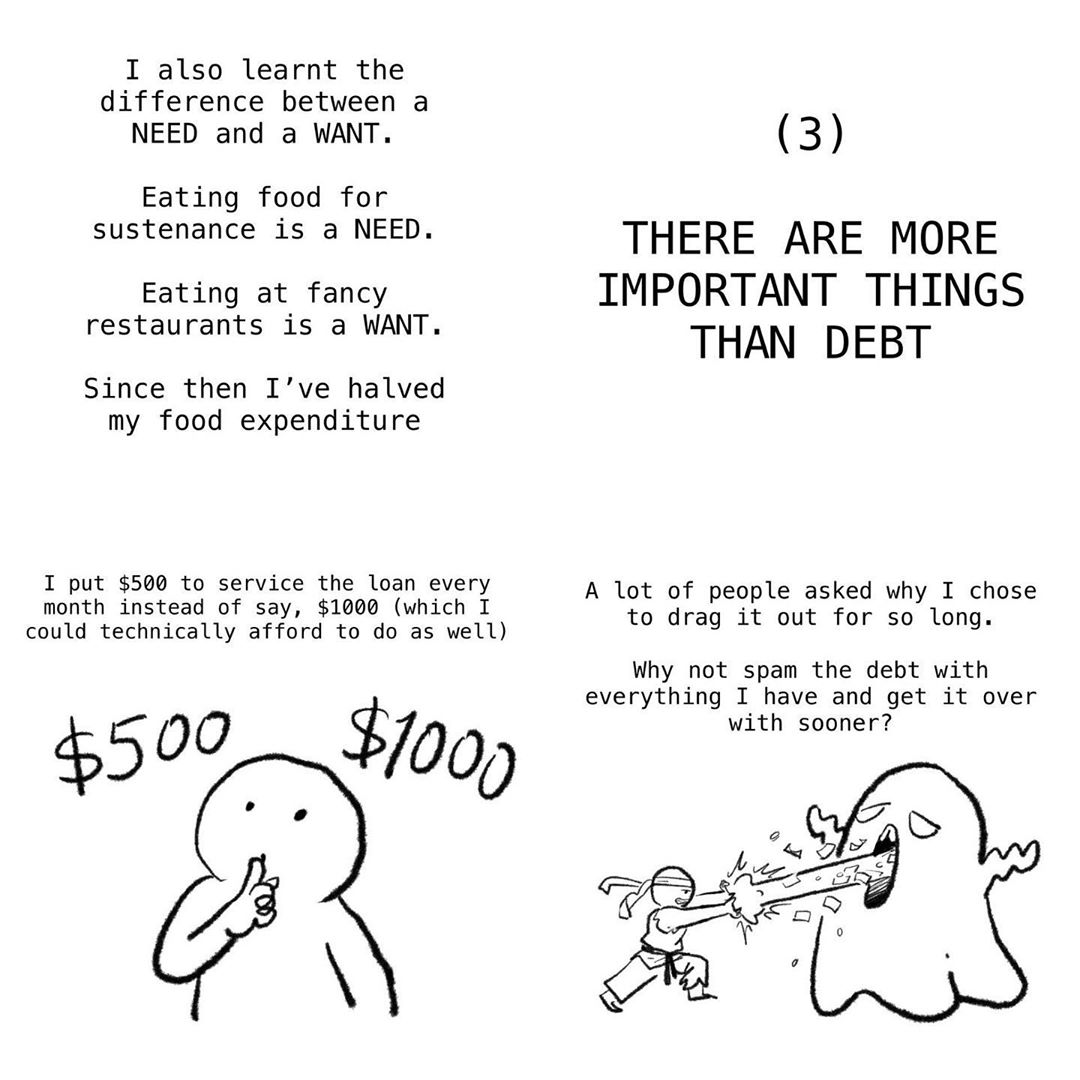 I also learnt the
difference between a
NEED and a WANT.
Eating food for
sustenance is a NEED.
Eating at fancy
restaurants is a WANT.
Since then I’ve halved
my food expenditure
(3)
THERE ARE MORE
IMPORTANT THINGS
THAN DEBT
I put $500 to service the loan every
month instead of say, $1000 (which I
could technically afford to do as well)
$500
$1000
A lot of people asked why I chose
to drag it out for so long.
Why not spam the debt with
everything I have and get it over
with sooner?